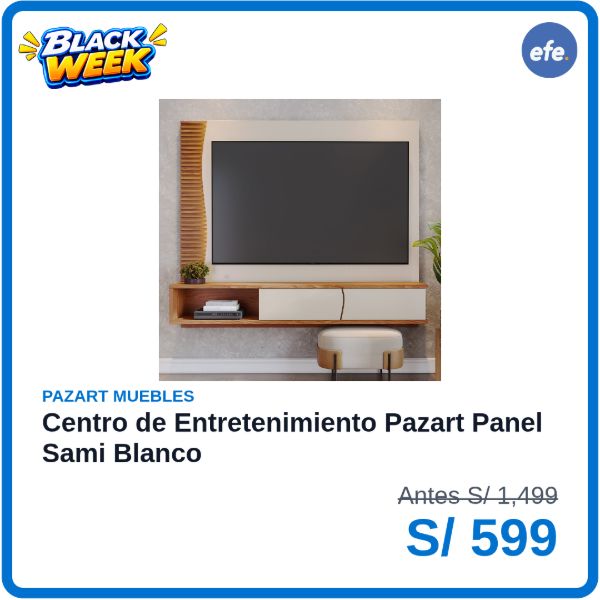 BLACK
WEEK
efe.
PAZART MUEBLES
Centro de Entretenimiento Pazart Panel
Sami Blanco
Antes S/ 1,499
S/ 599